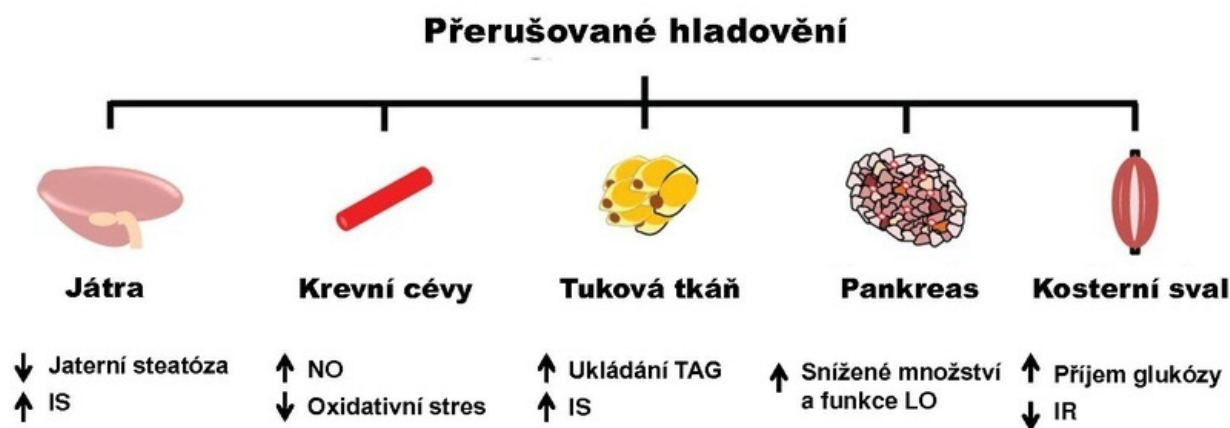 Přerušované hladovění
Játra
Krevní cévy
Tuková tkáň
Pankreas
Kosterní sval
↓ Jaterní steatóza
↑ IS
↑ NO
↓ Oxidativní stres
↑ Ukládání TAG
↑ IS
↑ Snížené množství
a funkce LO
↑ Příjem glukózy
↓ IR